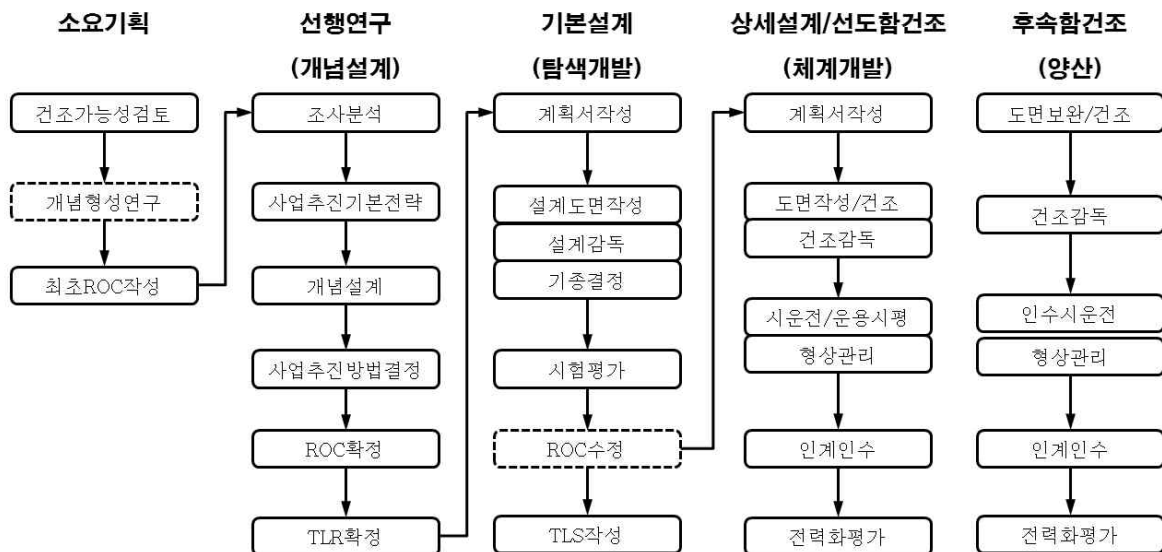 소요기획
건조가능성검토
개념형성연구
최초ROC작성
선행연구
(개념설계)
조사분석
사업추진기본전략
개념설계
사업추진방법결정
ROC확정
TLR확정
기본설계
(탐색개발)
계획서작성
설계도면작성
설계감독
기종결정
시험평가
ROC수정
TLS작성
상세설계/선도함건조
(체계개발)
계획서작성
도면작성/건조
건조감독
시운전/운용시평
형상관리
인계인수
전력화평가
후속함건조
(양산)
도면보완/건조
건조감독
인수시운전
형상관리
인계인수
전력화평가